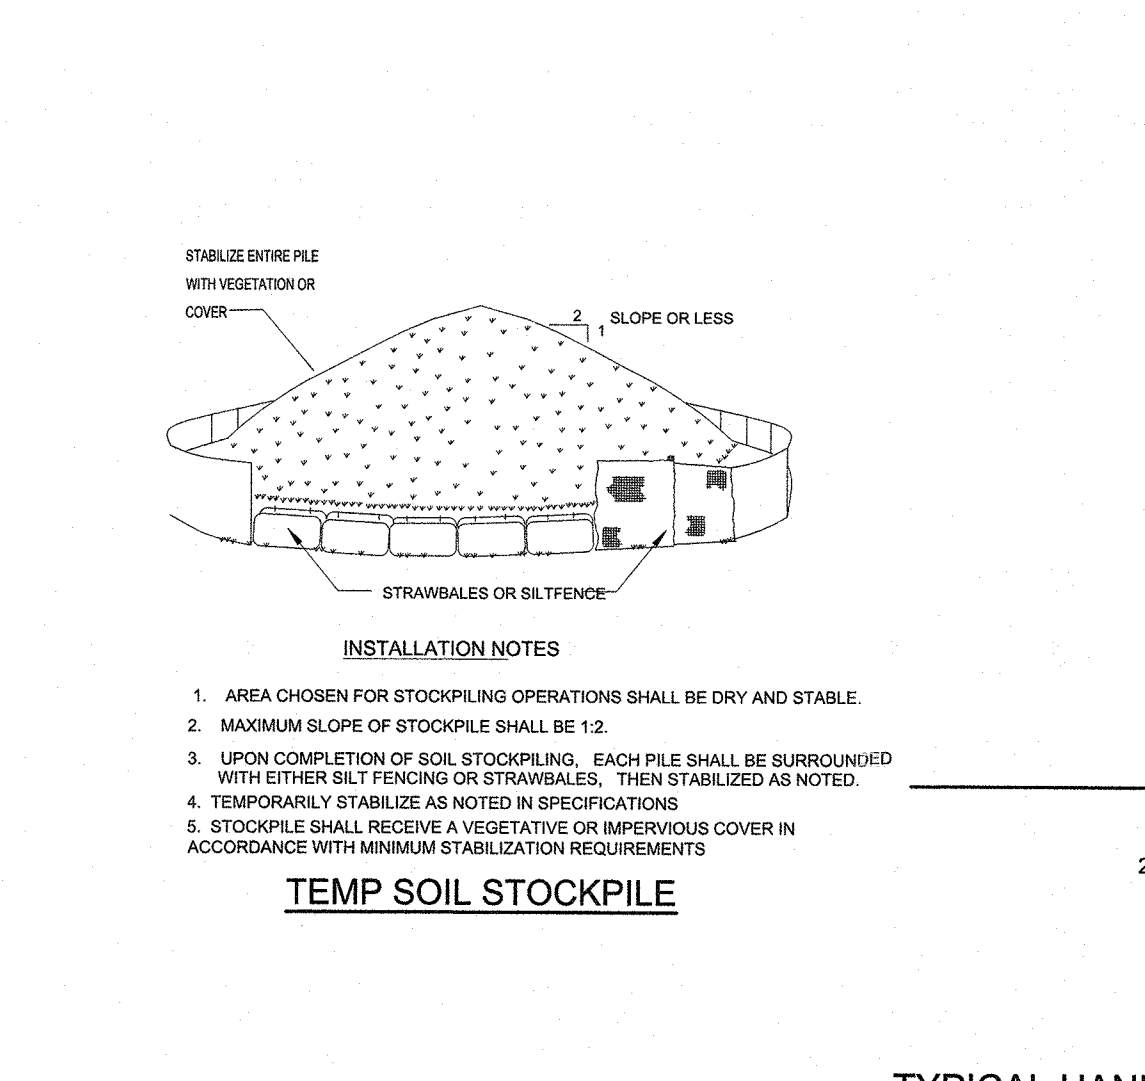 STABILIZE ENTIRE PILE
WITH VEGETATION OR
COVER
2
1
SLOPE OR LESS
STRAWBALES OR SILTFENCE
INSTALLATION NOTES
1. AREA CHOSEN FOR STOCKPILING OPERATIONS SHALL BE DRY AND STABLE.
2. MAXIMUM SLOPE OF STOCKPILE SHALL BE 1:2.
3. UPON COMPLETION OF SOIL STOCKPILING, EACH PILE SHALL BE SURROUNDED
WITH EITHER SILT FENCING OR STRAWBALES, THEN STABILIZED AS NOTED.
4. TEMPORARILY STABILIZE AS NOTED IN SPECIFICATIONS
5. STOCKPILE SHALL RECEIVE A VEGETATIVE OR IMPERVIOUS COVER IN
ACCORDANCE WITH MINIMUM STABILIZATION REQUIREMENTS
TEMP SOIL STOCKPILE
2
TYPICAL